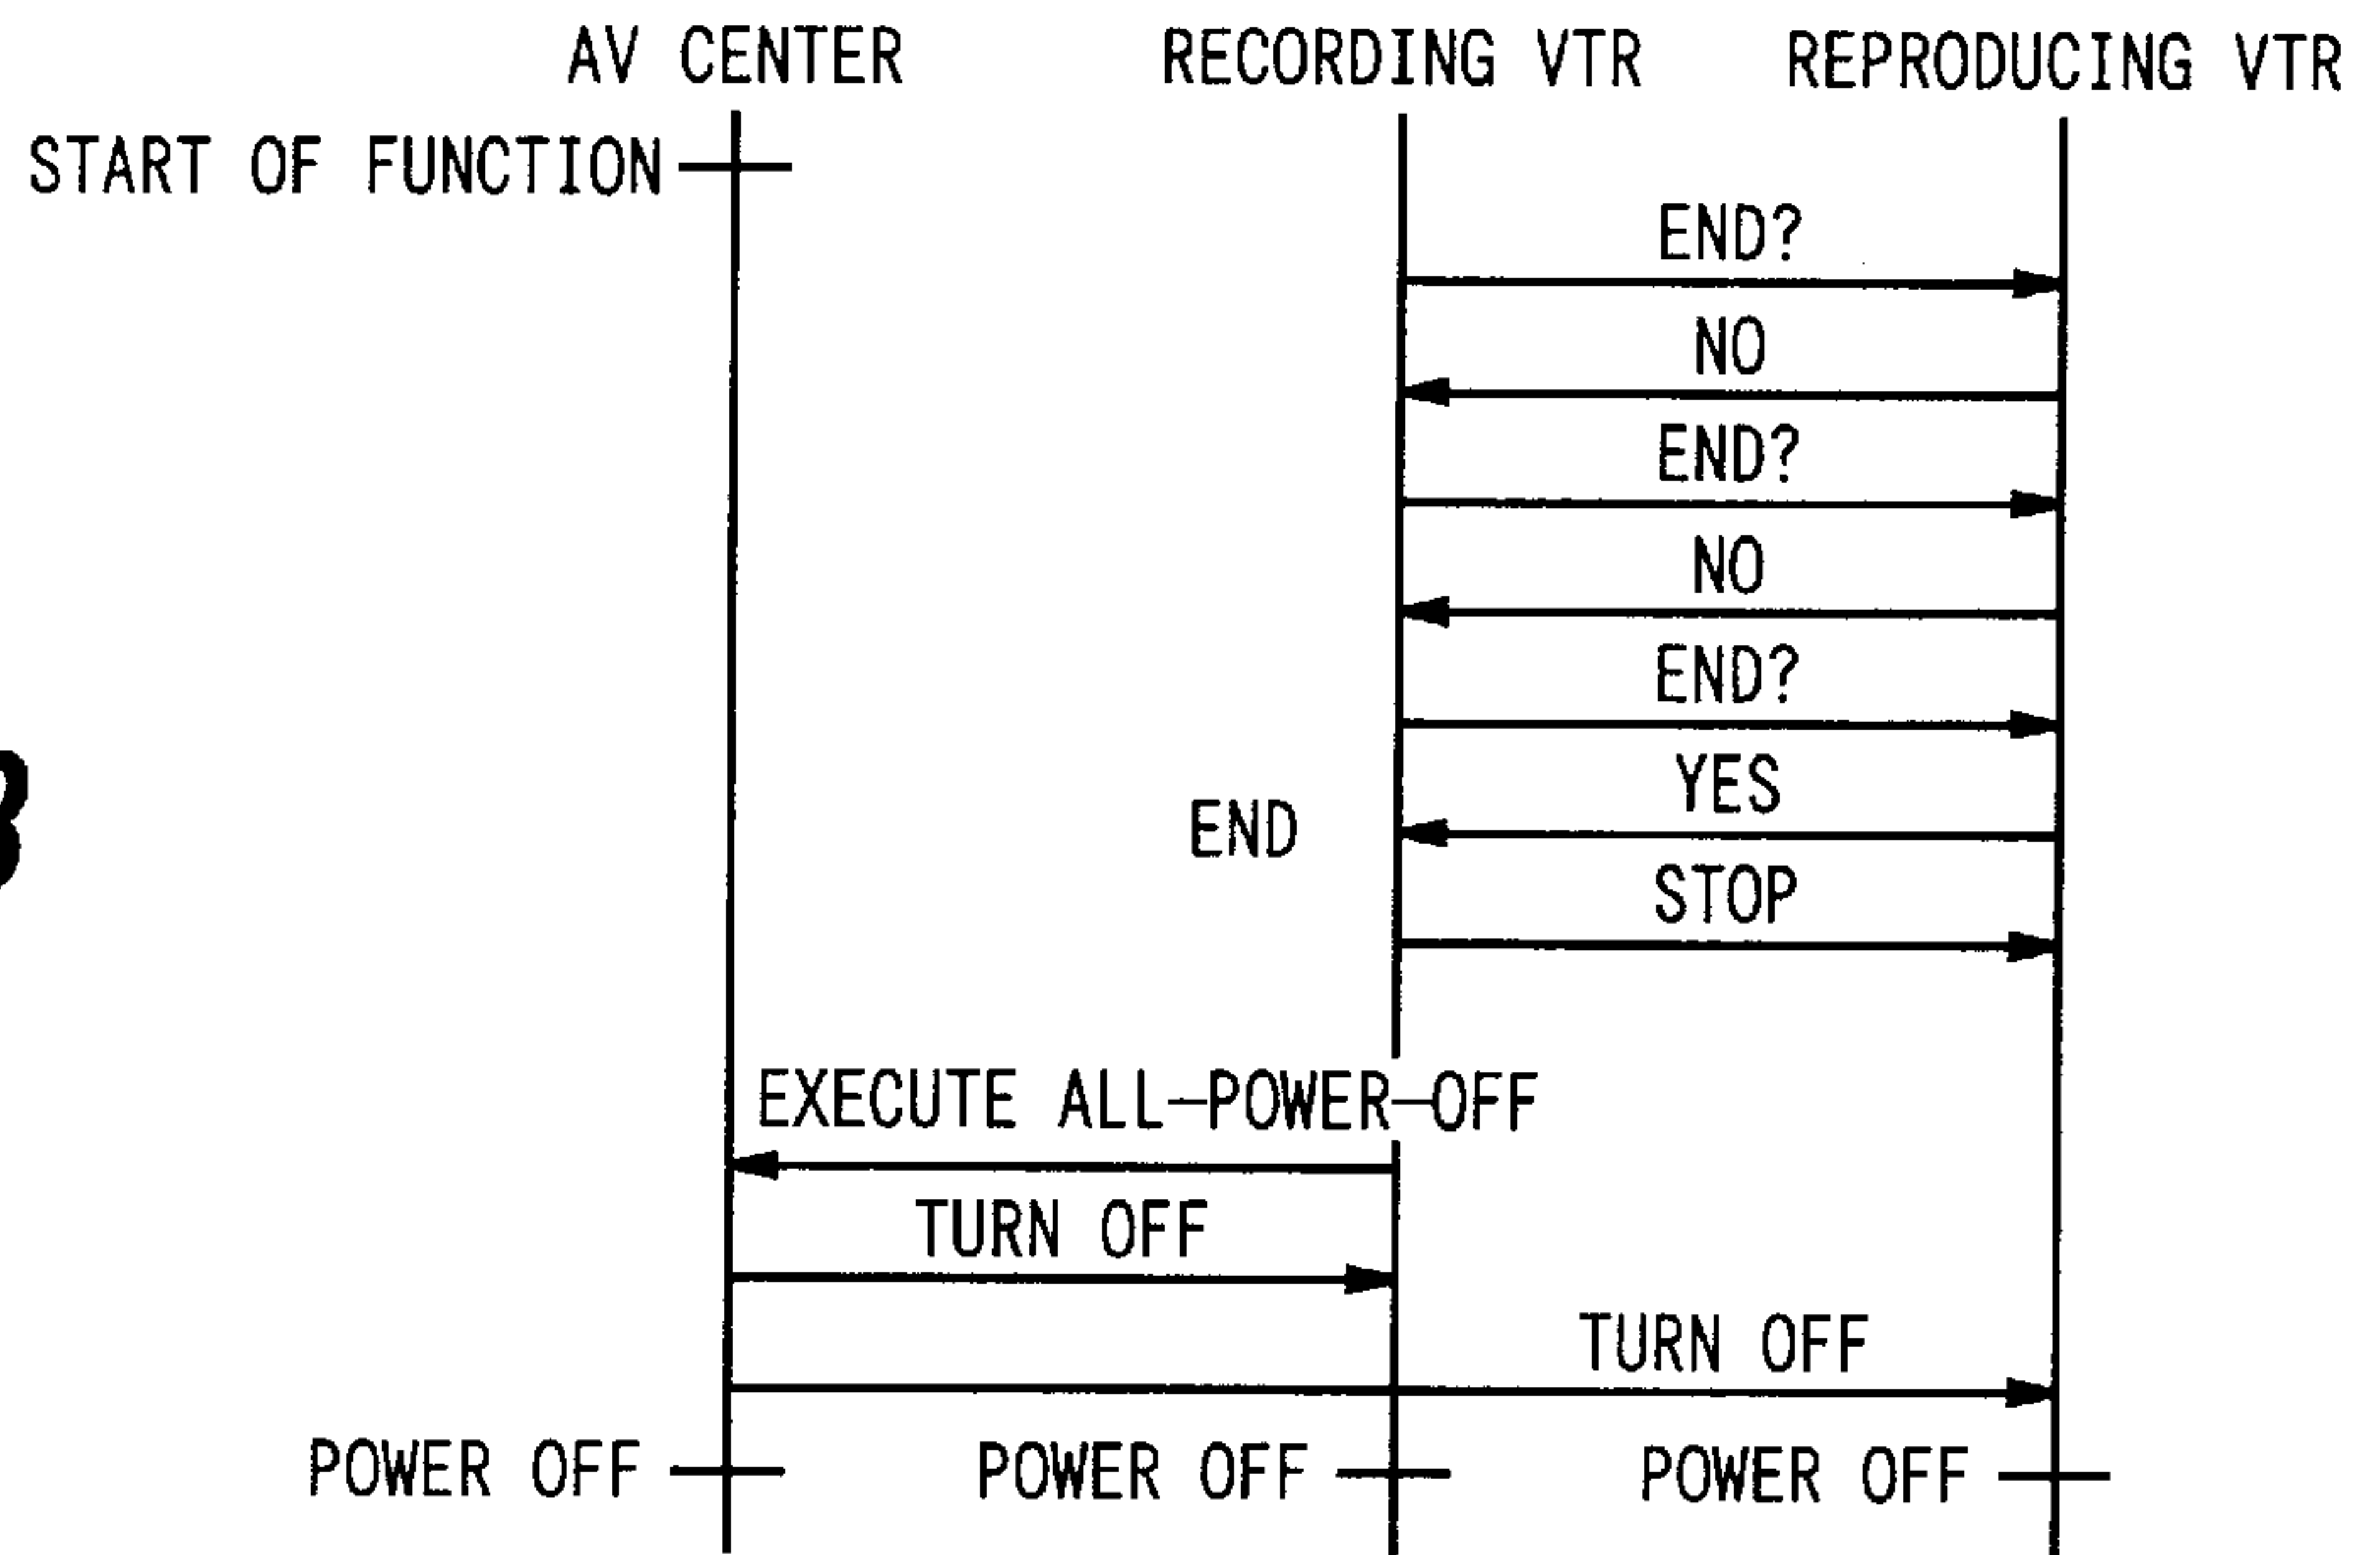 AV CENTER RECORDING VTR REPRODUCING VTR
START OF FUNCTION
END?
NO
END?
NO
END?
YES
END
STOP
EXECUTE ALL-POWER-OFF
TURN OFF
TURN OFF
POWER OFF POWER OFF POWER OFF